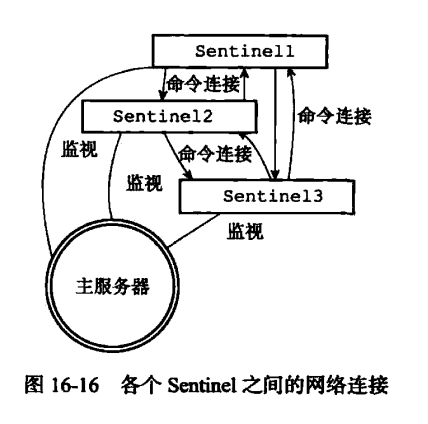 Sentinel1
命令连接
Sentinel2
命令连接
监视
命令连接
监视
Sentinel3
监视
主服务器
图 16-16 各个 Sentinel 之间的网络连接